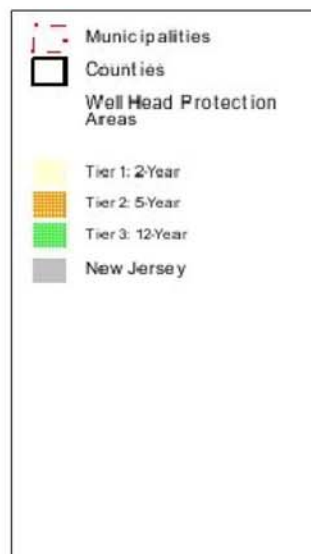 Municipalities
Counties
Well Head Protection
Areas
Tier 1: 2-Year
Tier 2: 5-Year
Tier 3: 12-Year
New Jersey